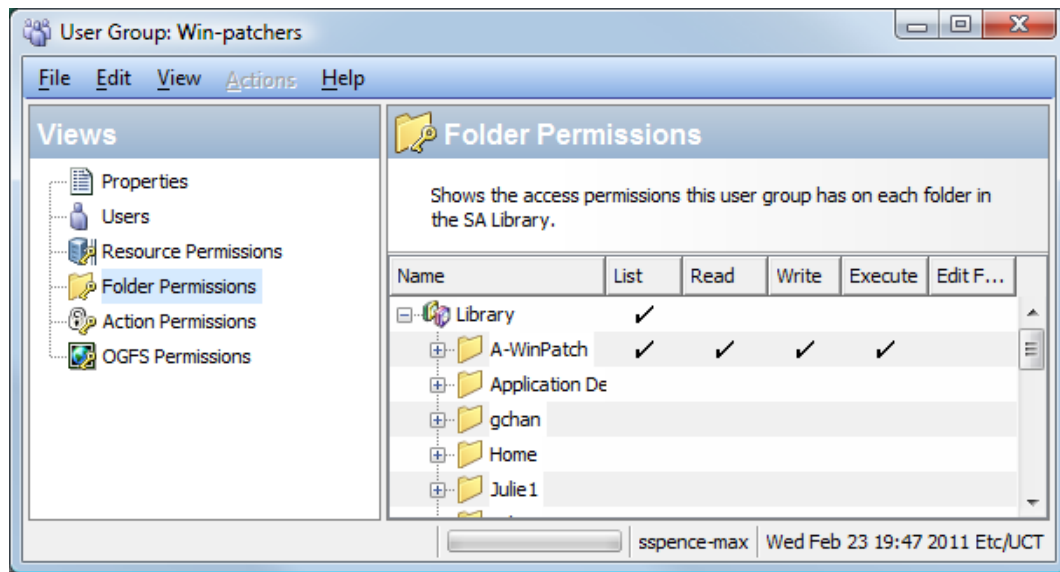 User Group: Win-patchers
File Edit View Actions Help
Views
Properties
Users
Resource Permissions
Folder Permissions
Action Permissions
OGFS Permissions
Folder Permissions
Shows the access permissions this user group has on each folder in
the SA Library.
Name List Read Write Execute Edit F...
Library ✓
A-WinPatch ✓ ✓ ✓ ✓
Application De
gchan
Home
Julie1
sspence-max Wed Feb 23 19:47 2011 Etc/UCT